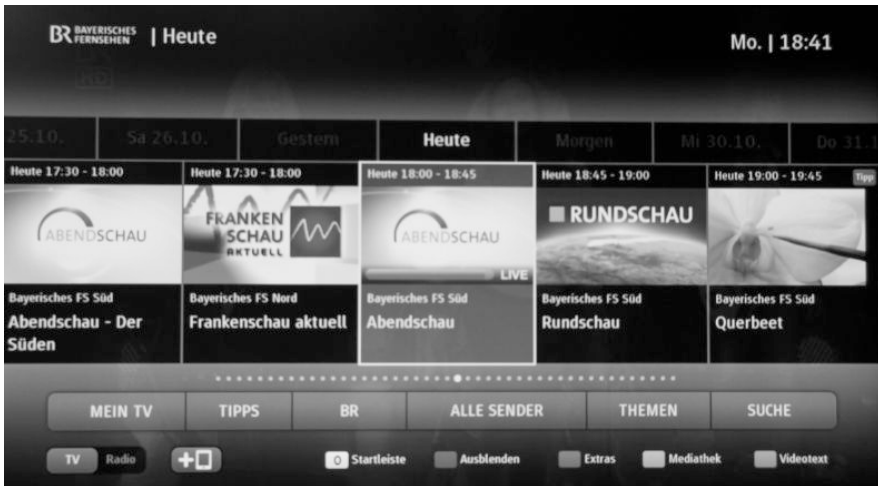 BR BAYERISCHES FERNSEHEN | Heute
Mo. | 18:41
HD
25.10. Sa 26.10. Gestern Heute Morgen Mi 30.10. Do 31.1
Heute 17:30 - 18:00
ABENDSCHAU
Bayerisches FS Süd
Abendschau - Der
Süden
Heute 17:30 - 18:00
FRANKEN
SCHAU
AKTUELL
Bayerisches FS Nord
Frankenschau aktuell
Heute 18:00 - 18:45
ABENDSCHAU
LIVE
Bayerisches FS Süd
Abendschau
Heute 18:45 - 19:00
RUNDSCHAU
Bayerisches FS Süd
Rundschau
Heute 19:00 - 19:45
Tipp
Bayerisches FS Süd
Querbeet
MEIN TV TIPPS BR ALLE SENDER THEMEN SUCHE
TV Radio + 0 Startleiste Ausblenden Extras Mediathek Videotext